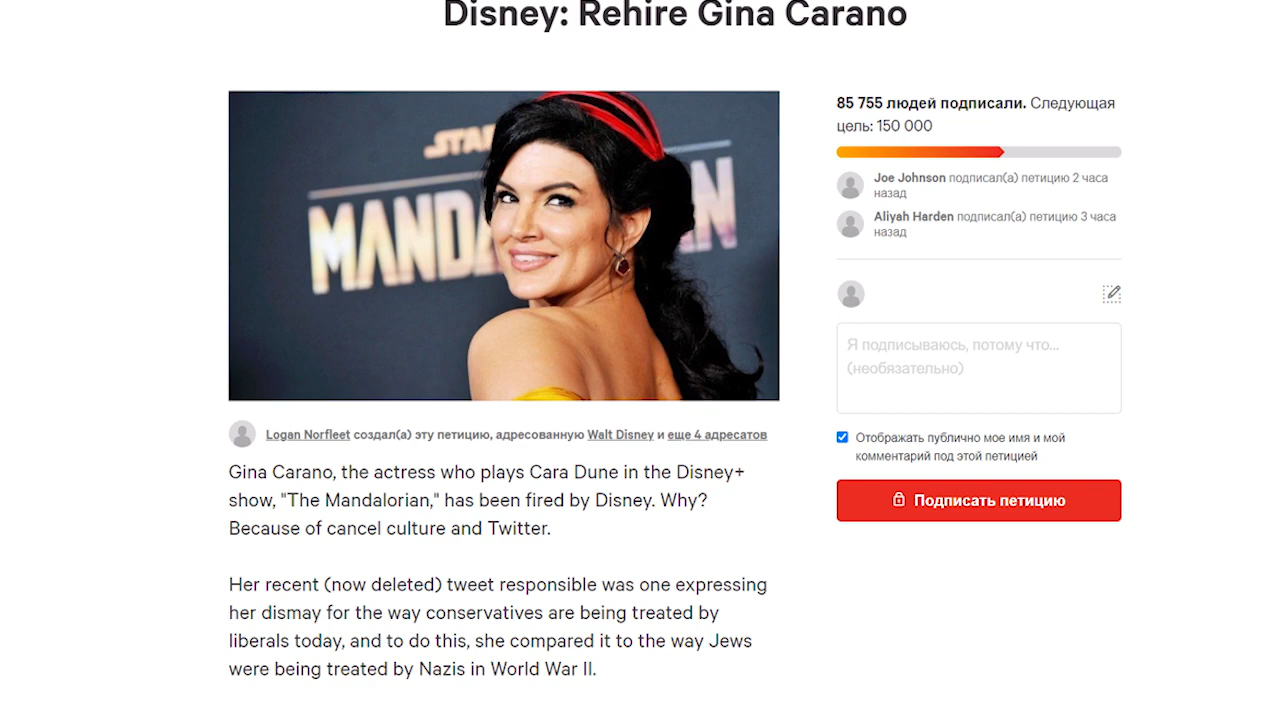 Disney: Rehire Gina Carano
STAR
MANDA
AN
85 755 людей подписали. Следующая
цель: 150 000
Joe Johnson подписал(а) петицию 2 часа
назад
Aliyah Harden подписал(а) петицию 3 часа
назад
Я подписываюсь, потому что...
(необязательно)
Отображать публично мое имя и мой
комментарий под этой петицией
Подписать петицию
Logan Norfleet создал(а) эту петицию, адресованную Walt Disney и еще 4 адресатов
Gina Carano, the actress who plays Cara Dune in the Disney+
show, "The Mandalorian," has been fired by Disney. Why?
Because of cancel culture and Twitter.
Her recent (now deleted) tweet responsible was one expressing
her dismay for the way conservatives are being treated by
liberals today, and to do this, she compared it to the way Jews
were being treated by Nazis in World War II.